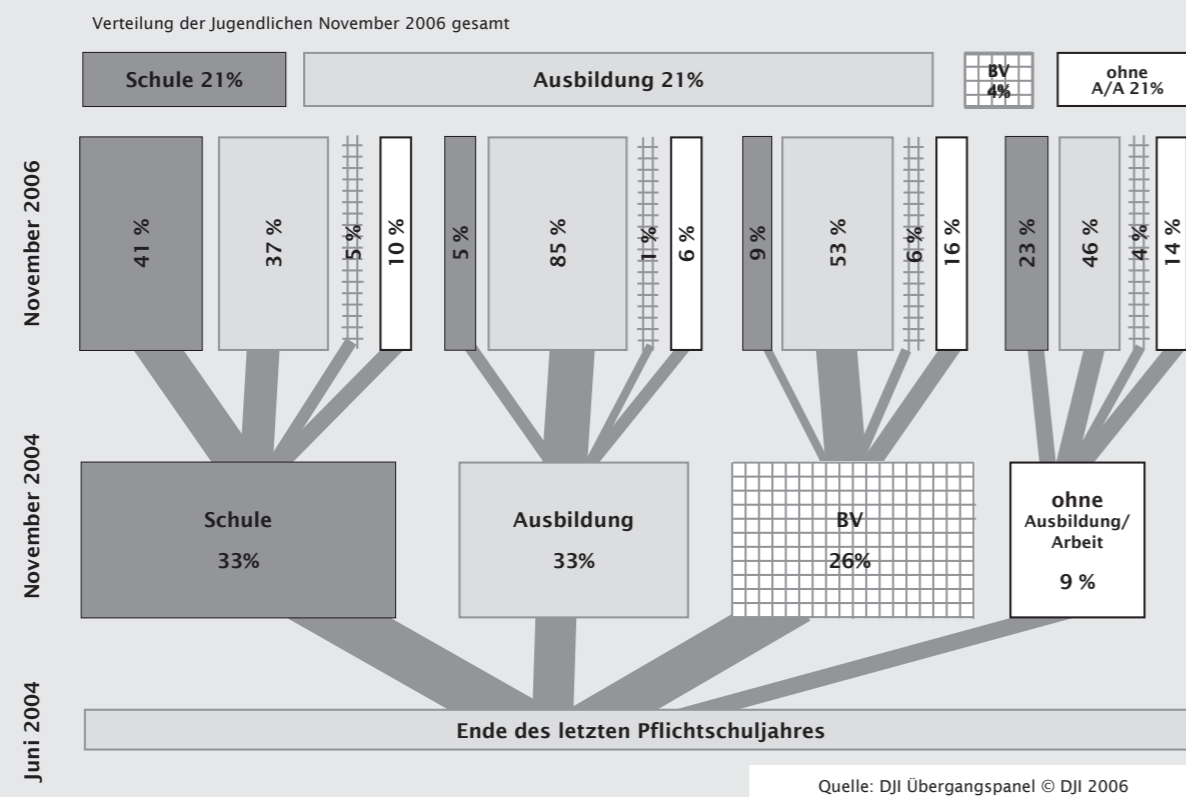 Verteilung der Jugendlichen November 2006 gesamt
Schule 21%
Ausbildung 21%
BV
4%
ohne
A/A 21%
November 2006
41 %
37 %
5 %
10 %
5 %
85 %
1 %
6 %
9 %
53 %
6 %
16 %
23 %
46 %
4 %
14 %
November 2004
Schule
33%
Ausbildung
33%
BV
26%
ohne
Ausbildung/
Arbeit
9 %
Juni 2004
Ende des letzten Pflichtschuljahres
Quelle: DJI Übergangspanel © DJI 2006